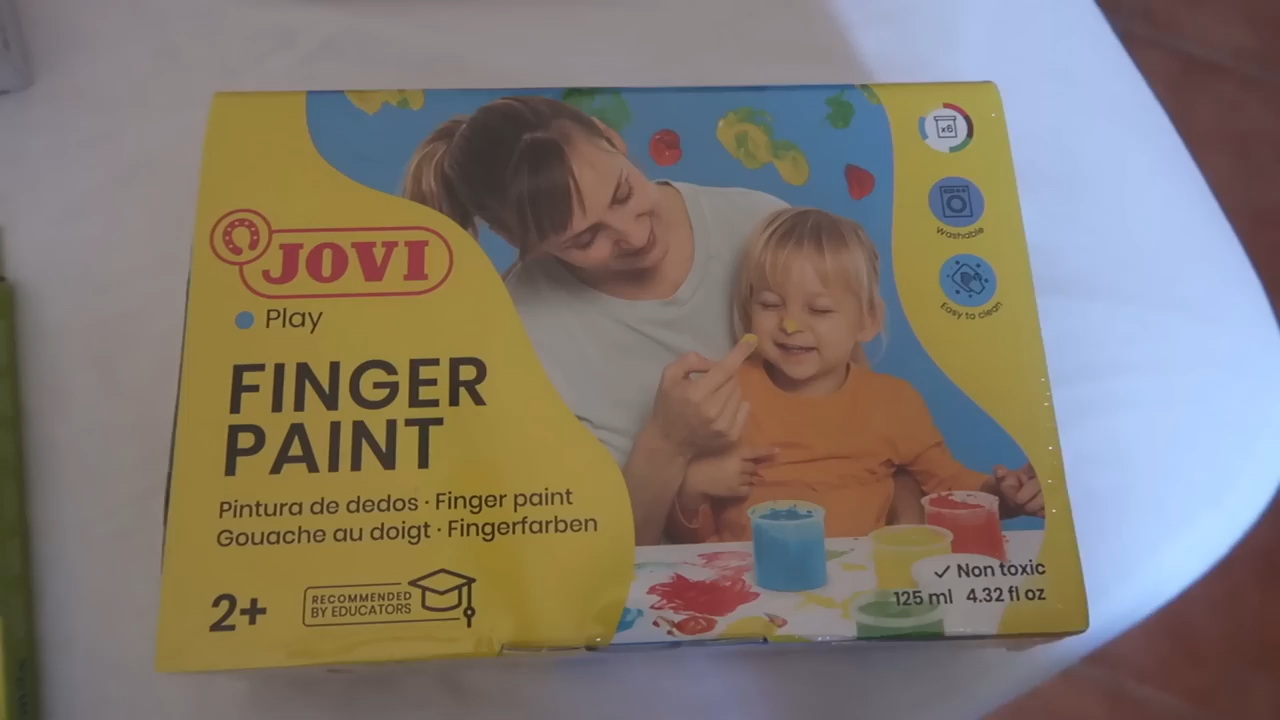 JOVI
Play
FINGER
PAINT
Pintura de dedos · Finger paint
Gouache au doigt · Fingerfarben
2+
RECOMMENDED
BY EDUCATORS
x6
Washable
Easy to clean
✓ Non toxic
125 ml 4.32 fl oz